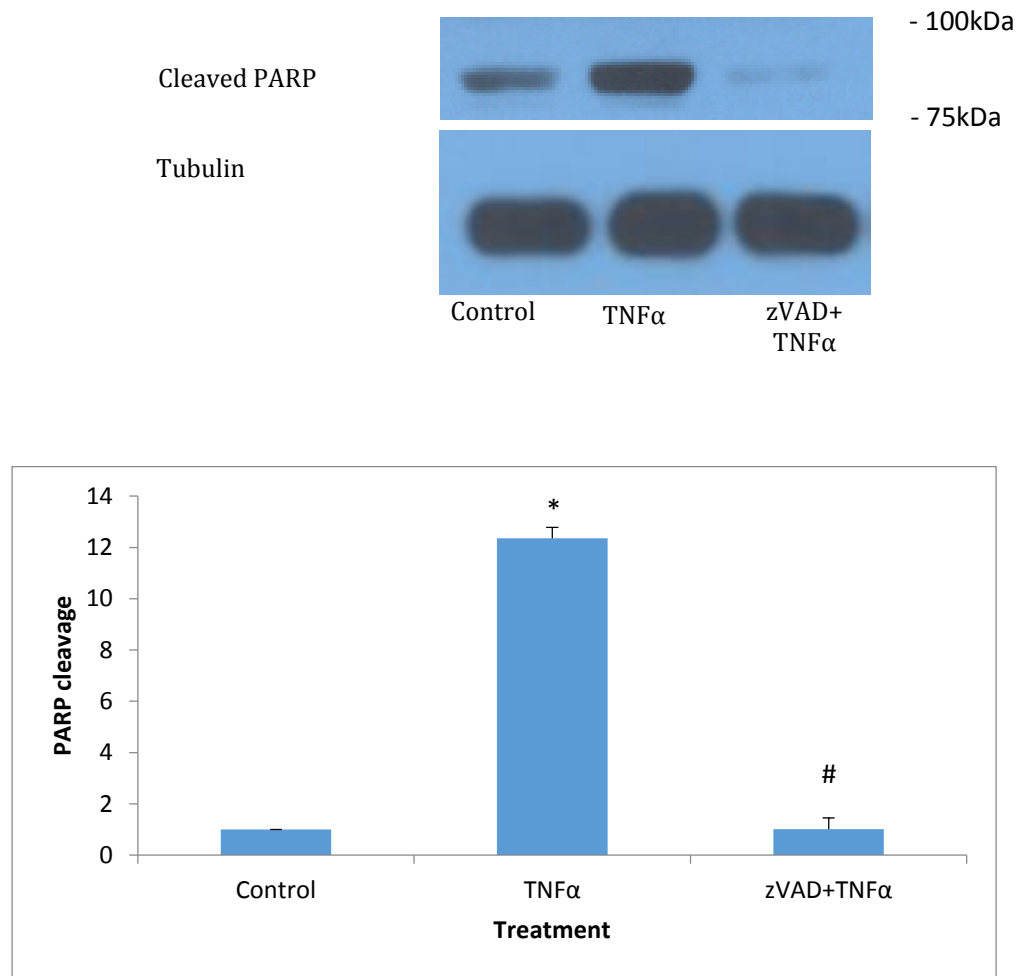 - 100kDa
Cleaved PARP
- 75kDa
Tubulin
Control TNFα zVAD+
TNFα
14
12
10
8
6
4
2
0
PARP cleavage
*
#
Control TNFα zVAD+TNFα
Treatment